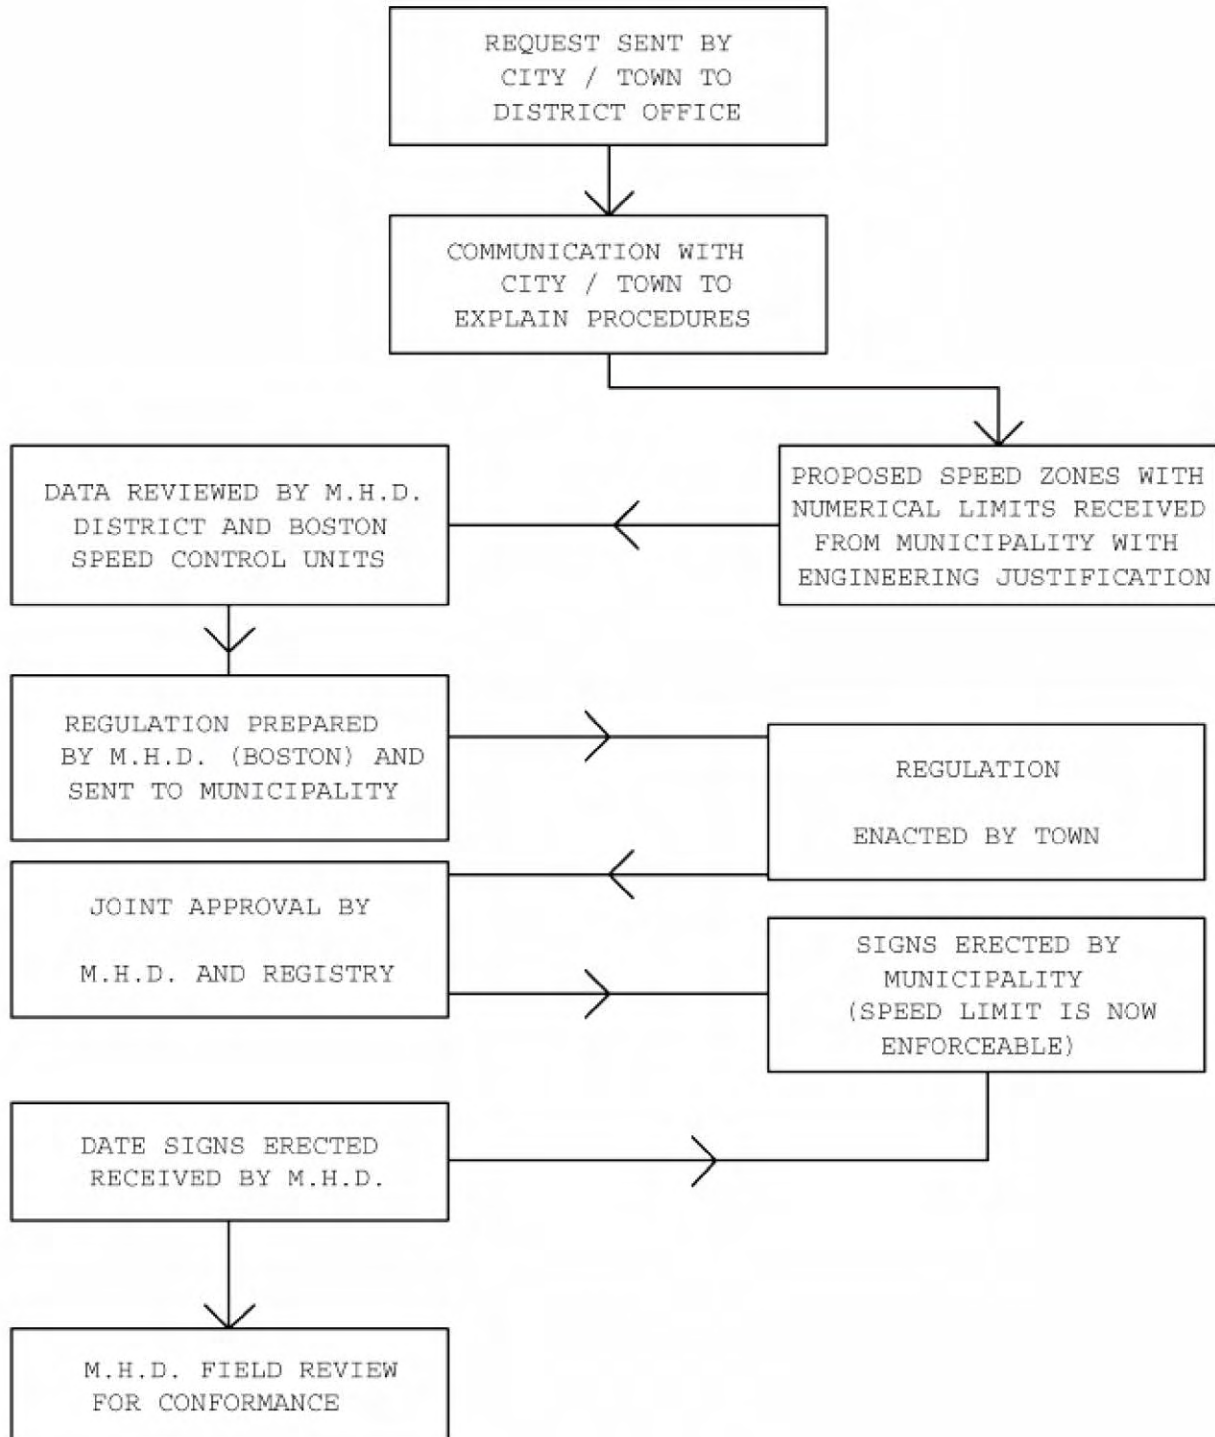 REQUEST SENT BY
CITY / TOWN TO
DISTRICT OFFICE
COMMUNICATION WITH
CITY / TOWN TO
EXPLAIN PROCEDURES
PROPOSED SPEED ZONES WITH
NUMERICAL LIMITS RECEIVED
FROM MUNICIPALITY WITH
ENGINEERING JUSTIFICATION
DATA REVIEWED BY M.H.D.
DISTRICT AND BOSTON
SPEED CONTROL UNITS
REGULATION PREPARED
BY M.H.D. (BOSTON) AND
SENT TO MUNICIPALITY
REGULATION
ENACTED BY TOWN
JOINT APPROVAL BY
M.H.D. AND REGISTRY
SIGNS ERECTED BY
MUNICIPALITY
(SPEED LIMIT IS NOW
ENFORCEABLE)
DATE SIGNS ERECTED
RECEIVED BY M.H.D.
M.H.D. FIELD REVIEW
FOR CONFORMANCE